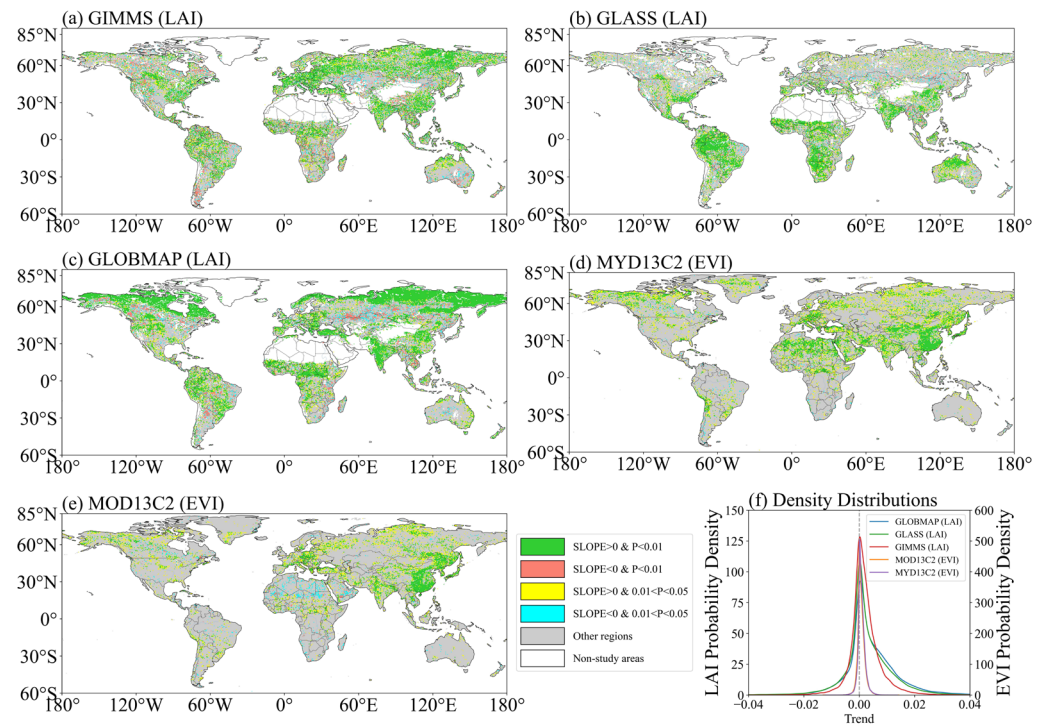 (a) GIMMS (LAI)
85°N
60°N
30°N
0°
30°S
60°S
180° 120°W 60°W 0° 60°E 120°E 180°
(b) GLASS (LAI)
85°N
60°N
30°N
0°
30°S
60°S
180° 120°W 60°W 0° 60°E 120°E 180°
(c) GLOBMAP (LAI)
85°N
60°N
30°N
0°
30°S
60°S
180° 120°W 60°W 0° 60°E 120°E 180°
(d) MYD13C2 (EVI)
85°N
60°N
30°N
0°
30°S
60°S
180° 120°W 60°W 0° 60°E 120°E 180°
(e) MOD13C2 (EVI)
85°N
60°N
30°N
0°
30°S
60°S
180° 120°W 60°W 0° 60°E 120°E 180°
SLOPE>0 & P<0.01
SLOPE<0 & P<0.01
SLOPE>0 & 0.01<P<0.05
SLOPE<0 & 0.01<P<0.05
Other regions
Non-study areas
(f) Density Distributions
LAI Probability Density
150
125
100
75
50
25
0
GLOBMAP (LAI)
GLASS (LAI)
GIMMS (LAI)
MOD13C2 (EVI)
MYD13C2 (EVI)
600
500
400
300
200
100
0
EVI Probability Density
−0.04 −0.02 0.00 0.02 0.04
Trend